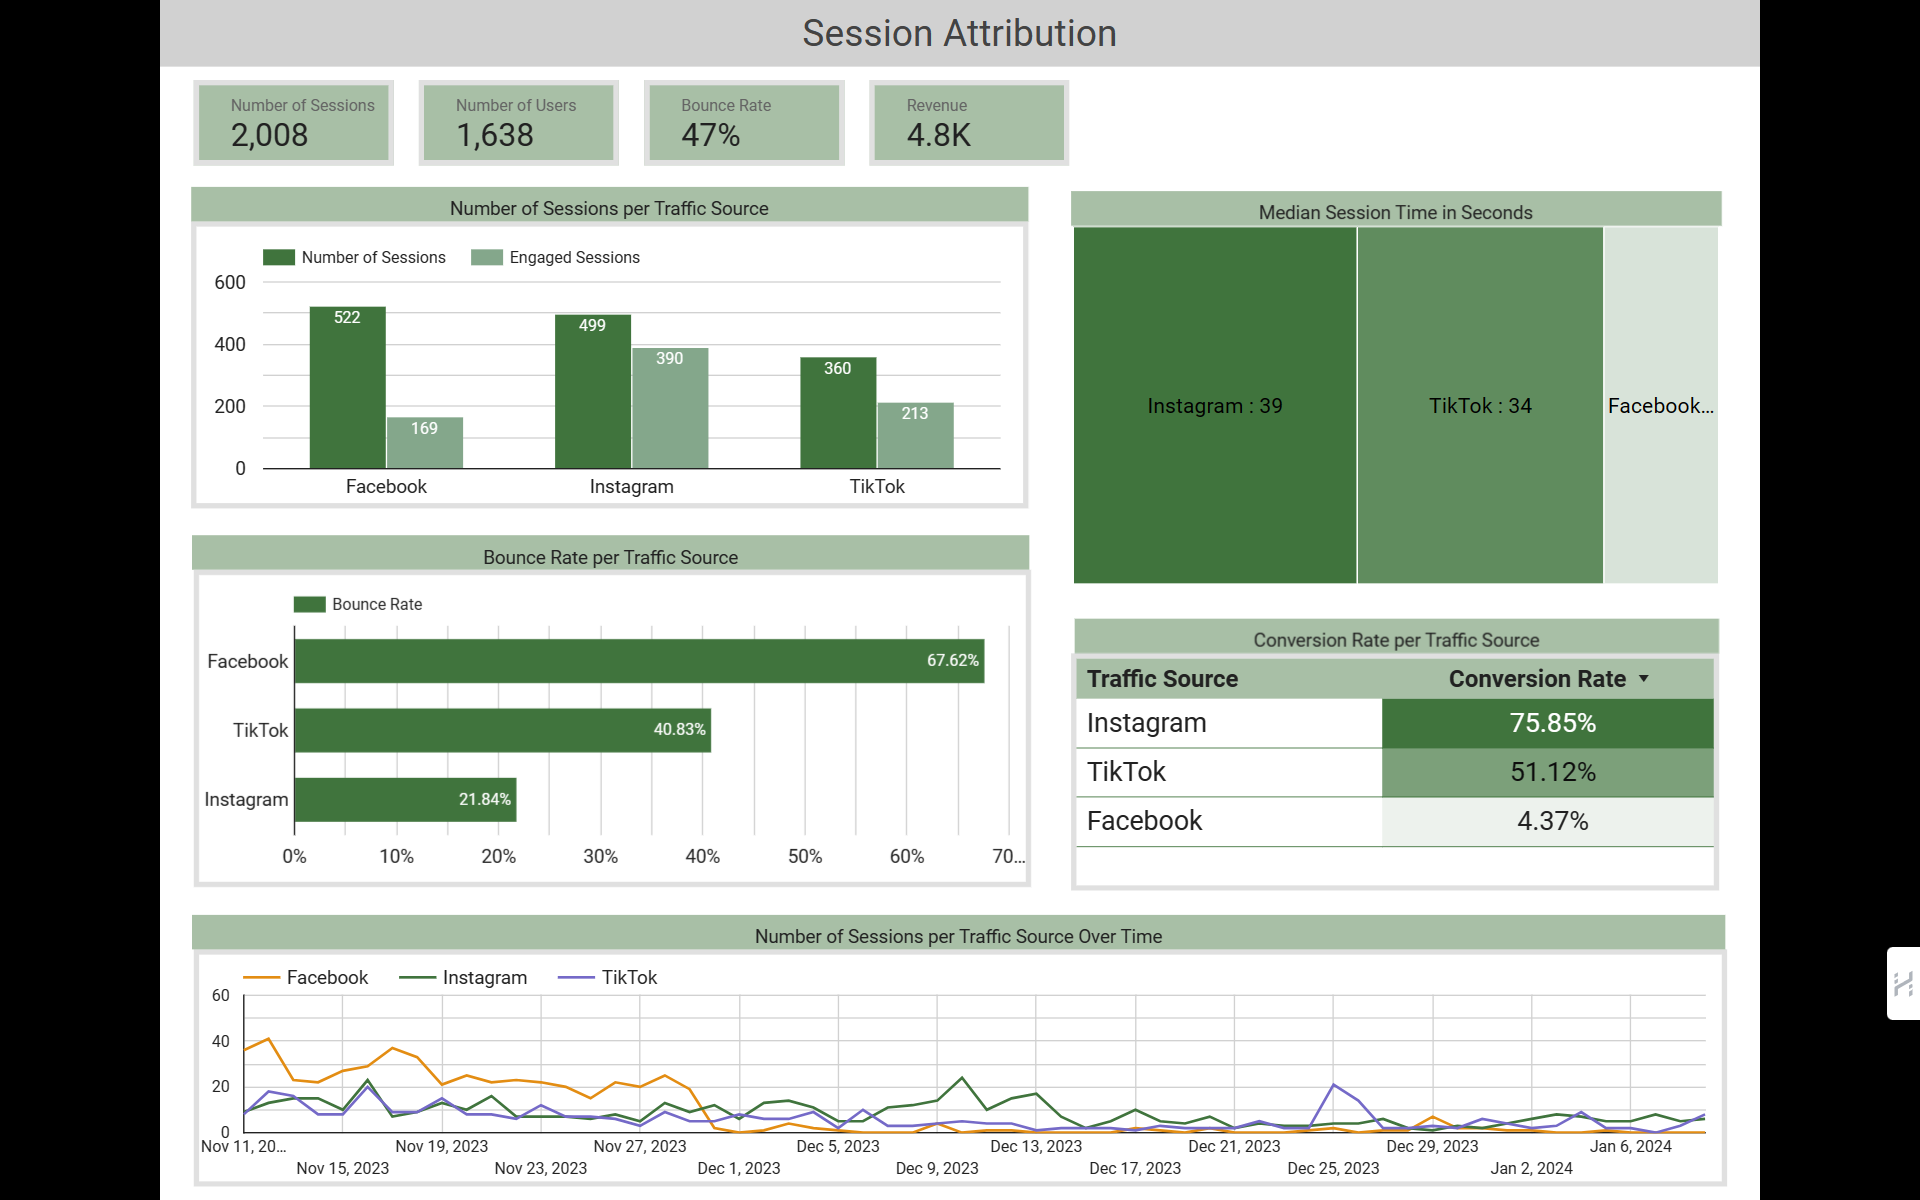 Session Attribution
Number of Sessions
2,008
Number of Users
1,638
Bounce Rate
47%
Revenue
4.8K
Number of Sessions per Traffic Source
Number of Sessions
Engaged Sessions
600
400
200
0
522
169
499
390
360
213
Facebook
Instagram
TikTok
Median Session Time in Seconds
Instagram : 39
TikTok : 34
Facebook...
Bounce Rate per Traffic Source
Bounce Rate
Facebook
67.62%
TikTok
40.83%
Instagram
21.84%
0%
10%
20%
30%
40%
50%
60%
70...
Conversion Rate per Traffic Source
Traffic Source Conversion Rate
Instagram 75.85%
TikTok 51.12%
Facebook 4.37%
Number of Sessions per Traffic Source Over Time
Facebook
Instagram
TikTok
60
40
20
0
Nov 11, 20...
Nov 15, 2023
Nov 19, 2023
Nov 23, 2023
Nov 27, 2023
Dec 1, 2023
Dec 5, 2023
Dec 9, 2023
Dec 13, 2023
Dec 17, 2023
Dec 21, 2023
Dec 25, 2023
Dec 29, 2023
Jan 2, 2024
Jan 6, 2024